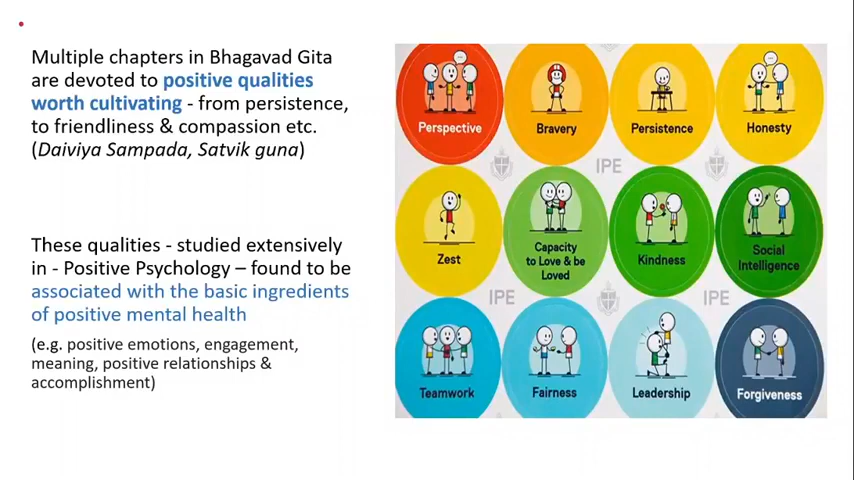 Multiple chapters in Bhagavad Gita
are devoted to positive qualities
worth cultivating - from persistence,
to friendliness & compassion etc.
(Daiviya Sampada, Satvik guna)
These qualities - studied extensively
in - Positive Psychology – found to be
associated with the basic ingredients
of positive mental health
(e.g. positive emotions, engagement,
meaning, positive relationships &
accomplishment)
Perspective
Bravery
Persistence
Honesty
IPE
Zest
Capacity
to Love & be
Loved
Kindness
Social
Intelligence
IPE
IPE
Teamwork
Fairness
Leadership
Forgiveness